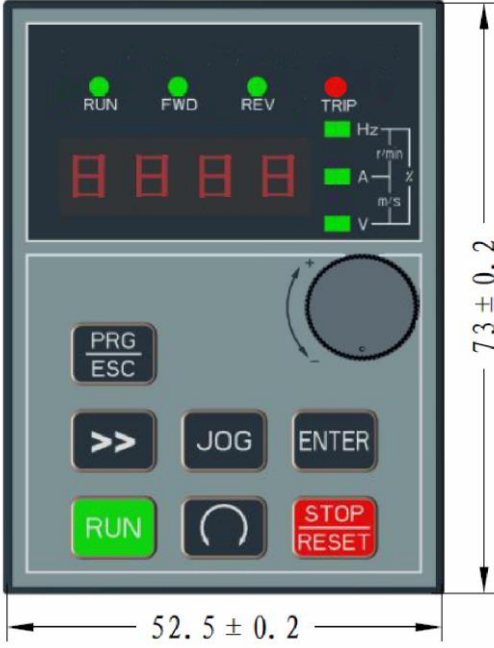 RUN FWD REV TRIP
Hz
r/min
8888 A %
m/s
V
+
−
PRG
ESC
>> JOG ENTER
RUN STOP
RESET
73 ± 0.2
52.5 ± 0.2